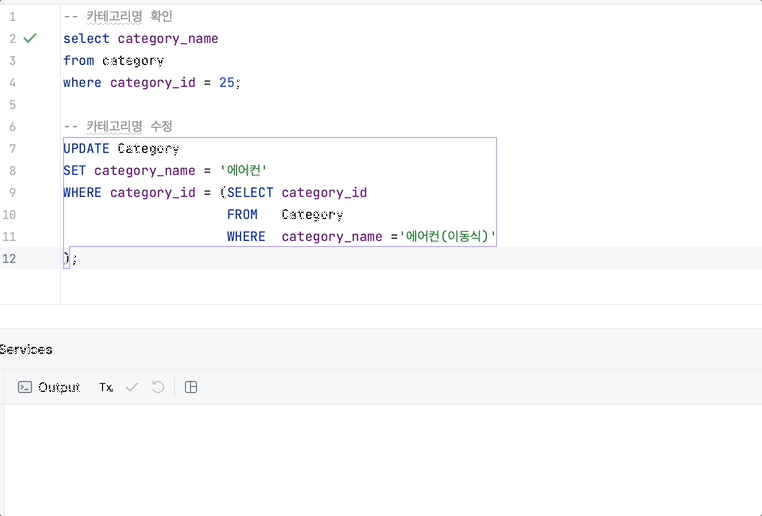 1 -- 카테고리명 확인
2 select category_name
3 from category
4 where category_id = 25;
5
6 -- 카테고리명 수정
7 UPDATE Category
8 SET category_name = '에어컨'
9 WHERE category_id = (SELECT category_id
10 FROM Category
11 WHERE category_name ='에어컨(이동식)'
12 );
Services
Output Tx